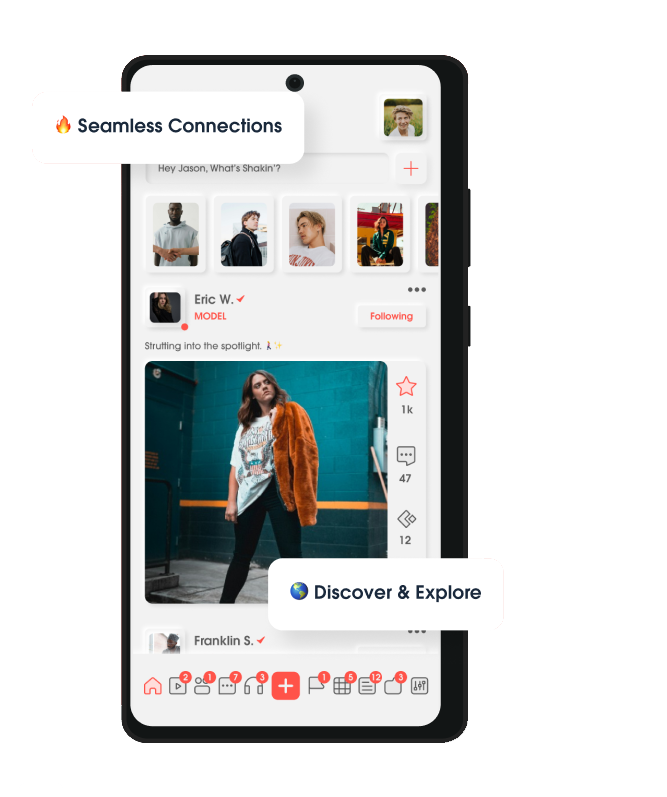 🔥 Seamless Connections
Hey Jason, What's Shakin'?
Eric W.
MODEL
Following
Strutting into the spotlight.
1k
47
12
🌎 Discover & Explore
Franklin S.
2 1 7 3 1 5 12 3